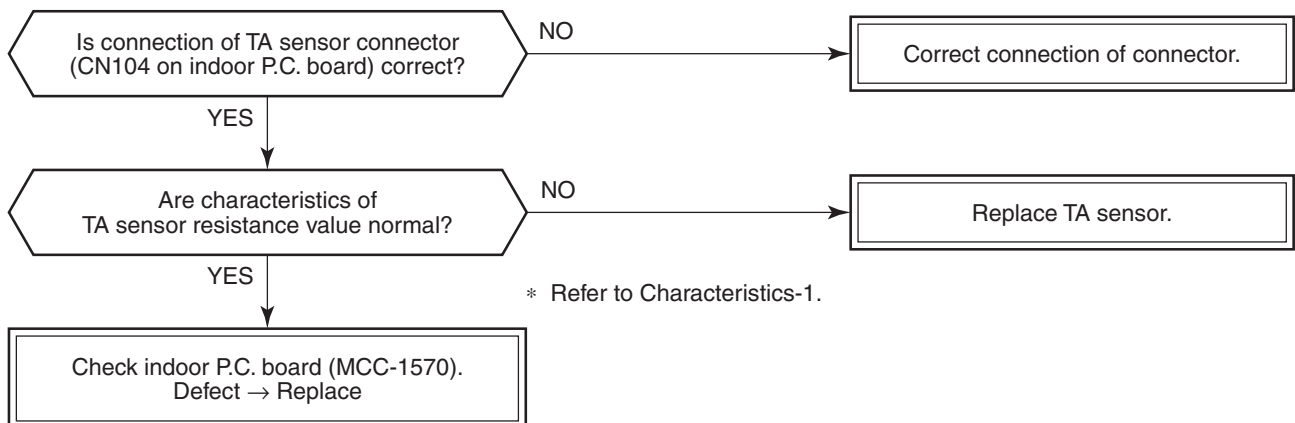 Is connection of TA sensor connector
(CN104 on indoor P.C. board) correct?
NO
Correct connection of connector.
YES
Are characteristics of
TA sensor resistance value normal?
NO
Replace TA sensor.
YES
* Refer to Characteristics-1.
Check indoor P.C. board (MCC-1570).
Defect → Replace